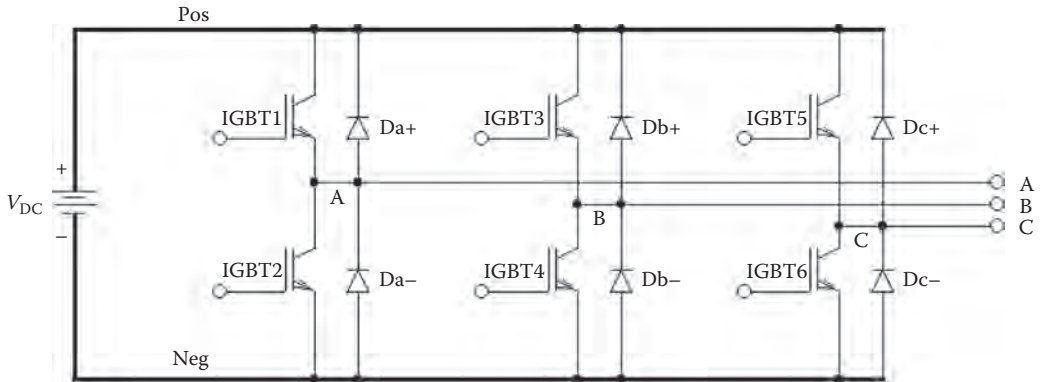 Pos
IGBT1 Da+ IGBT3 Db+ IGBT5 Dc+
+
A
VDC
A
B
B
C
C
–
IGBT2 Da– IGBT4 Db– IGBT6 Dc–
Neg